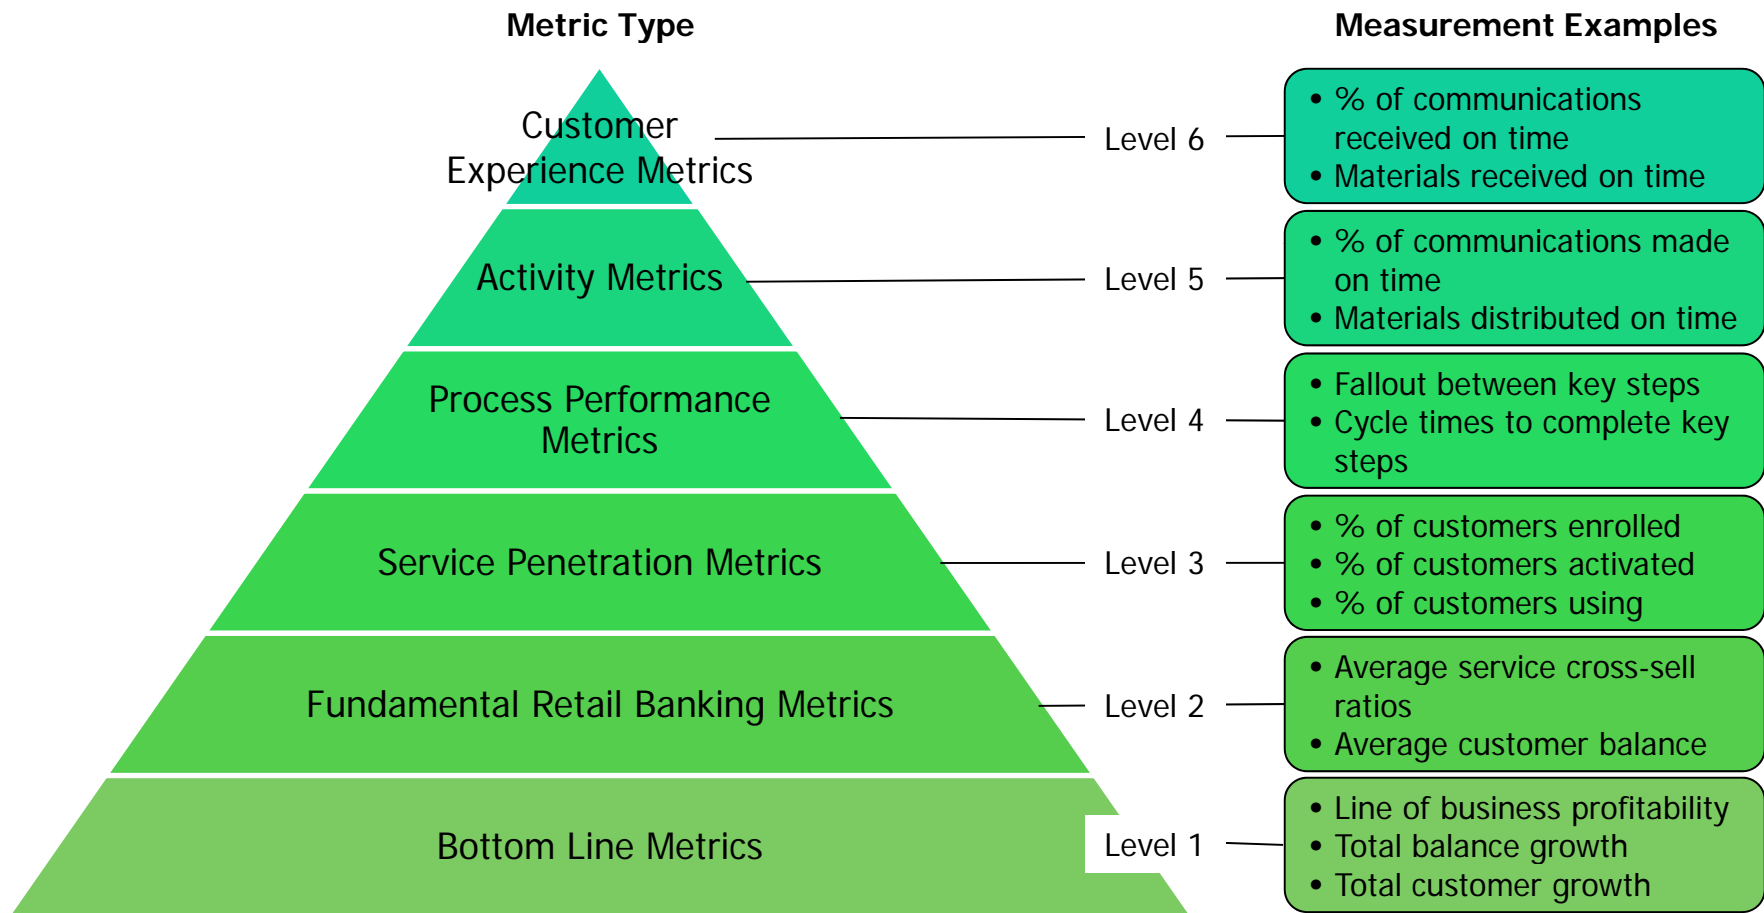 Metric Type
Measurement Examples
Customer
Experience Metrics
Level 6
• % of communications
received on time
• Materials received on time
Activity Metrics
Level 5
• % of communications made
on time
• Materials distributed on time
Process Performance
Metrics
Level 4
• Fallout between key steps
• Cycle times to complete key
steps
Service Penetration Metrics
Level 3
• % of customers enrolled
• % of customers activated
• % of customers using
Fundamental Retail Banking Metrics
Level 2
• Average service cross-sell
ratios
• Average customer balance
Bottom Line Metrics
Level 1
• Line of business profitability
• Total balance growth
• Total customer growth